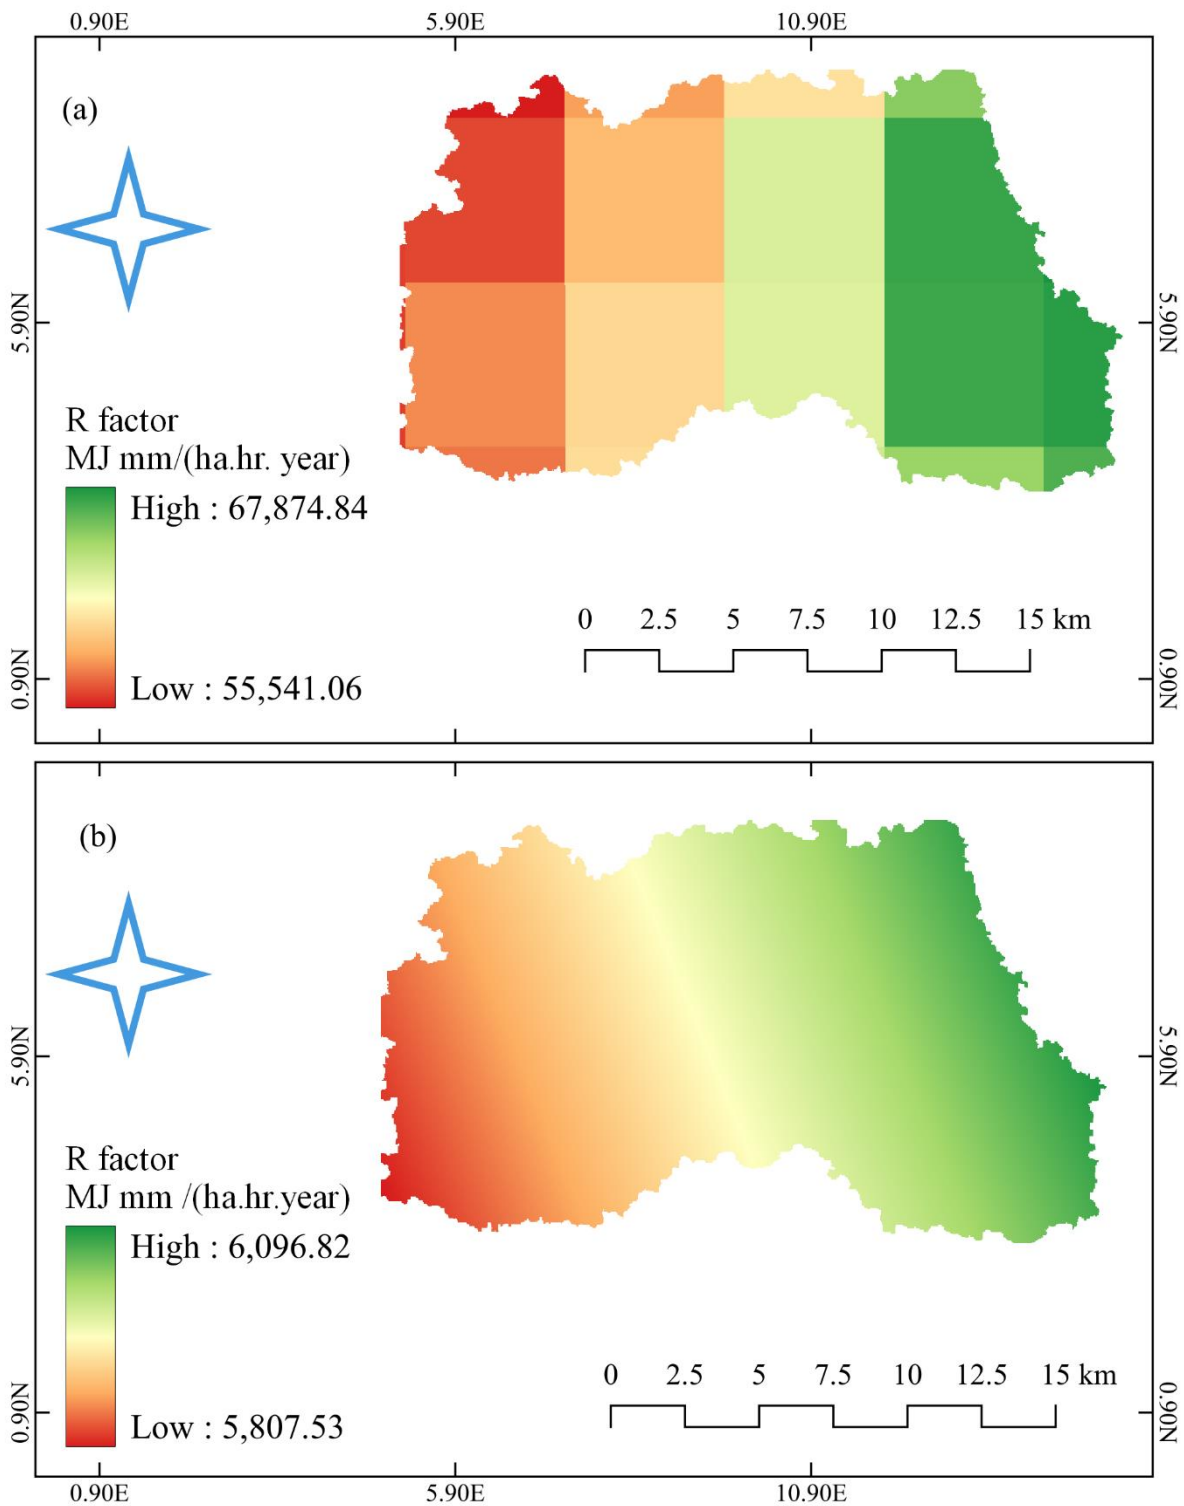 0.90E 5.90E 10.90E
(a)
5.90N 5.90N
R factor
MJ mm/(ha.hr. year)
High : 67,874.84
0 2.5 5 7.5 10 12.5 15 km
0.90N 0.90N
Low : 55,541.06
(b)
5.90N 5.90N
R factor
MJ mm /(ha.hr.year)
High : 6,096.82
0 2.5 5 7.5 10 12.5 15 km
0.90N 0.90N
Low : 5,807.53
0.90E 5.90E 10.90E